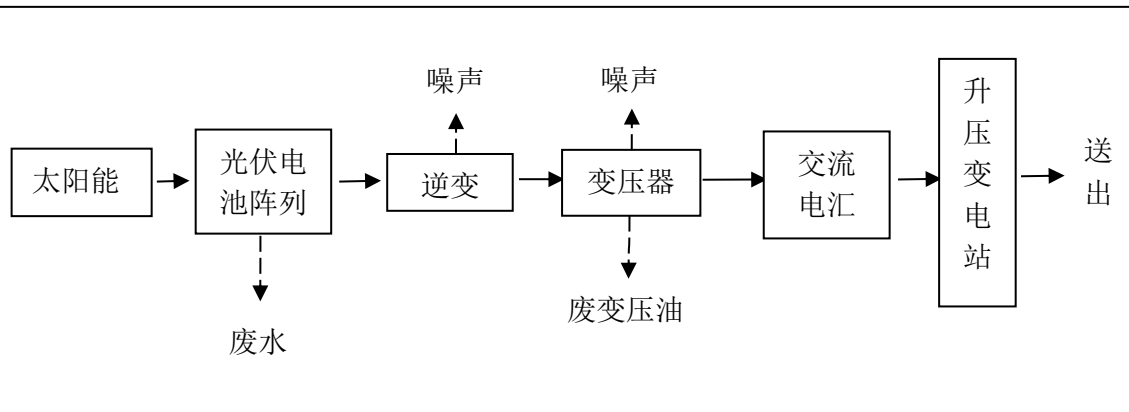 噪声
噪声
太阳能
光伏电
池阵列
逆变
变压器
交流
电汇
升
压
变
电
站
送
出
废水
废变压油